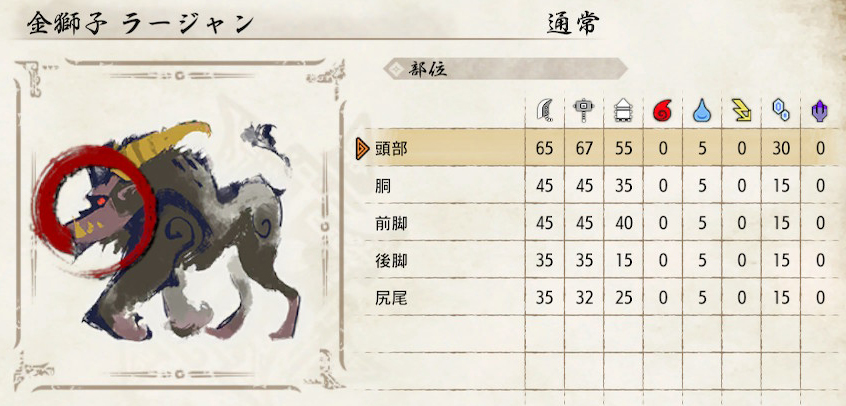 金獅子 ラージャン
通常
部位
頭部 65 67 55 0 5 0 30 0
胴 45 45 35 0 5 0 15 0
前脚 45 45 40 0 5 0 15 0
後脚 35 35 15 0 5 0 15 0
尻尾 35 32 25 0 5 0 15 0